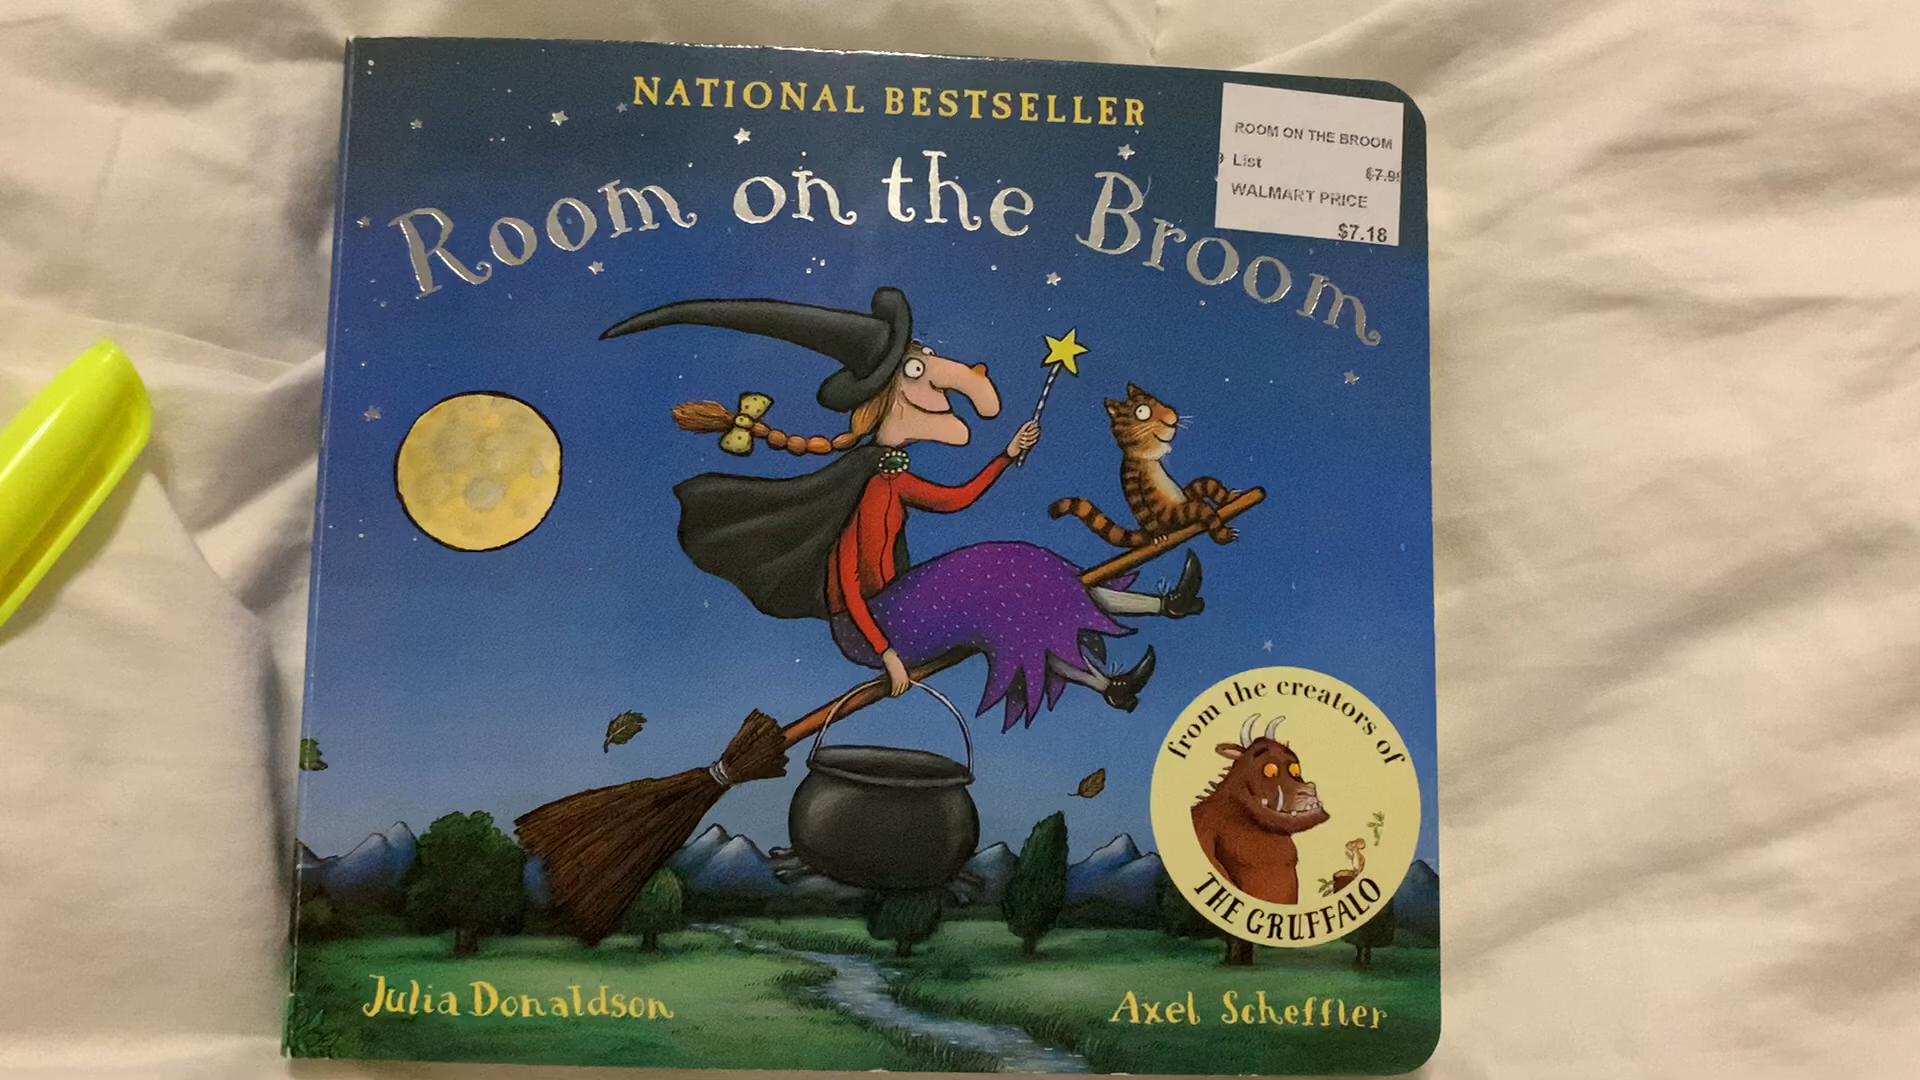 NATIONAL BESTSELLER
Room on the Broom
ROOM ON THE BROOM
List
WALMART PRICE
$7.18
from the creators of
THE GRUFFALO
Julia Donaldson
Axel Scheffler